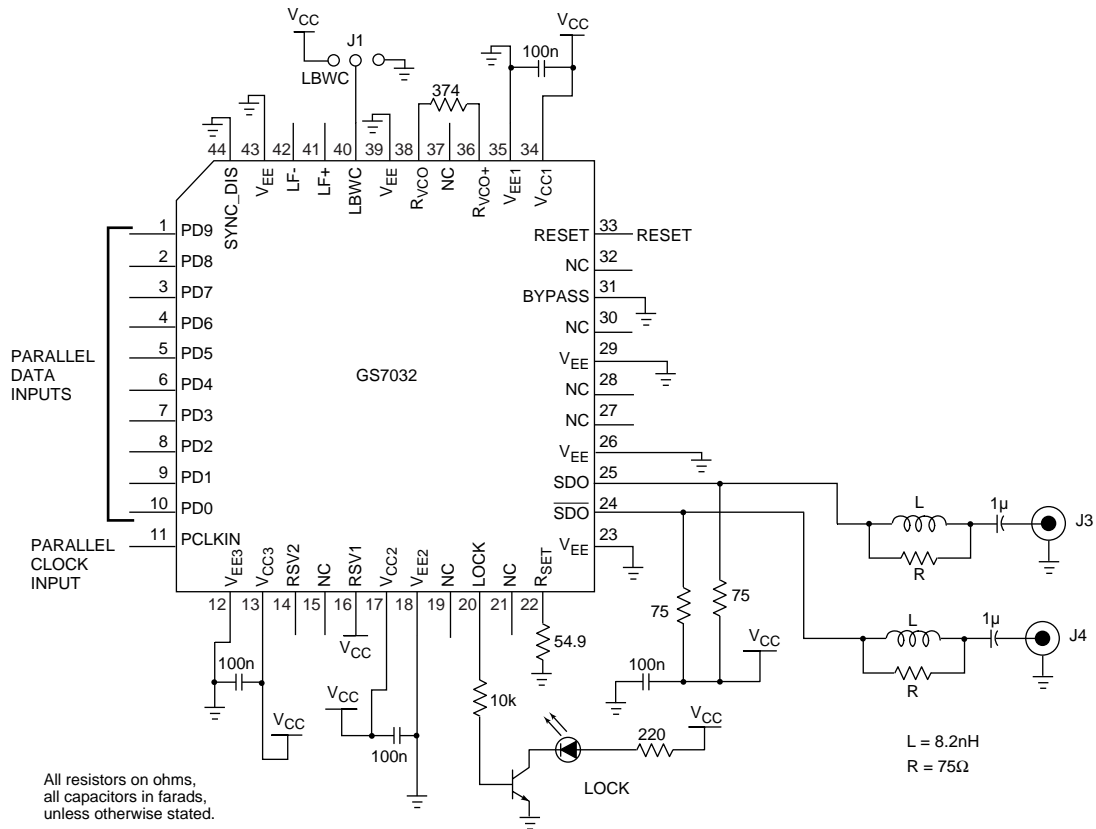 VCC
J1
LBWC
374
VCC
100n
44 43 42 41 40 39 38 37 36 35 34
SYNC_DIS
VEE
LF-
LF+
LBWC
VEE
RVCO
NC
RVCO+
VEE1
VCC1
PARALLEL
DATA
INPUTS
1 PD9
2 PD8
3 PD7
4 PD6
5 PD5
6 PD4
7 PD3
8 PD2
9 PD1
10 PD0
PARALLEL
CLOCK
INPUT
11 PCLKIN
GS7032
RESET 33 RESET
NC 32
BYPASS 31
NC 30
VEE 29
NC 28
NC 27
VEE 26
SDO 25
SDO 24
VEE 23
VEE3
VCC3
RSV2
NC
RSV1
VCC2
VEE2
NC
LOCK
NC
RSET
12 13 14 15 16 17 18 19 20 21 22
L
1µ
J3
R
L
1µ
J4
R
75
75
VCC
100n
54.9
VCC
100n
VCC
VCC
100n
10k
220
VCC
LOCK
L = 8.2nH
R = 75Ω
All resistors on ohms,
all capacitors in farads,
unless otherwise stated.